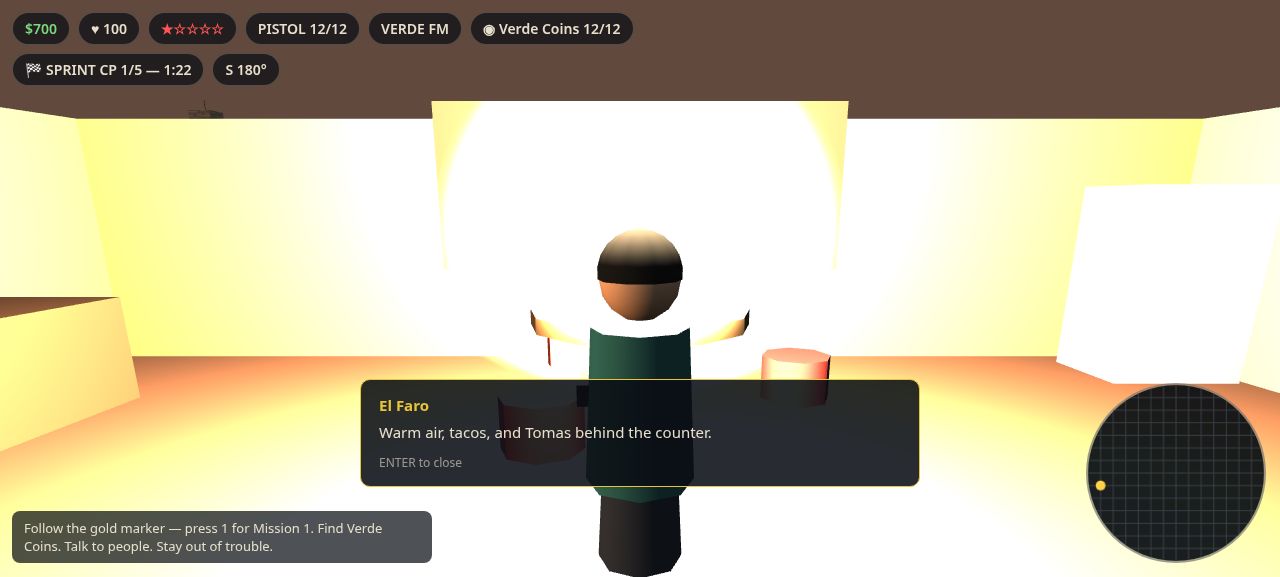 $700 ♥ 100 ★☆☆☆☆ PISTOL 12/12 VERDE FM ◉ Verde Coins 12/12
🏁 SPRINT CP 1/5 — 1:22 S 180°
El Faro
Warm air, tacos, and Tomas behind the counter.
ENTER to close
Follow the gold marker — press 1 for Mission 1. Find Verde
Coins. Talk to people. Stay out of trouble.